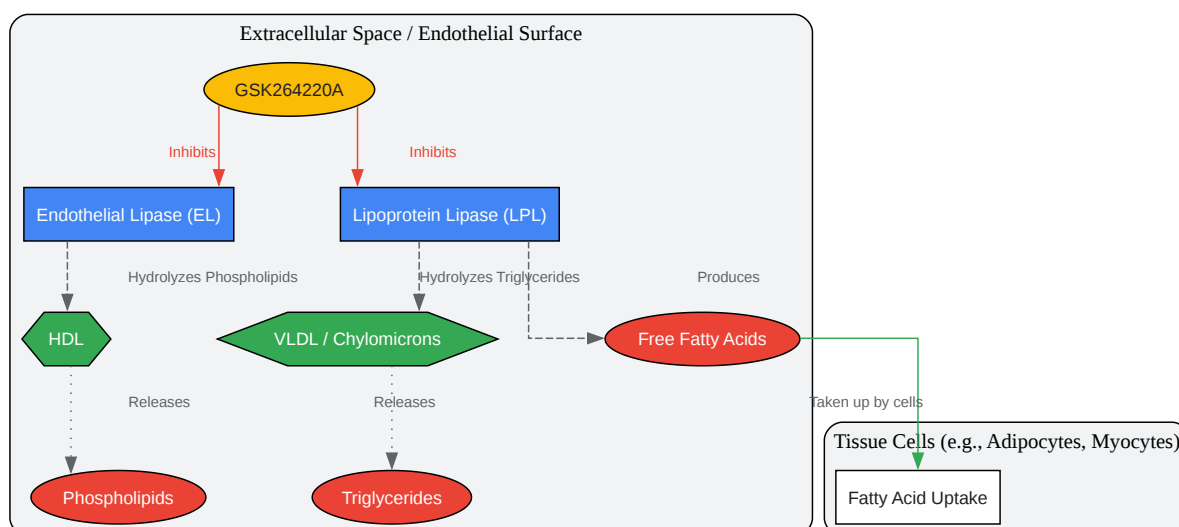 Extracellular Space / Endothelial Surface
GSK264220A
Inhibits
Inhibits
Endothelial Lipase (EL)
Lipoprotein Lipase (LPL)
Hydrolyzes Phospholipids
Hydrolyzes Triglycerides
Produces
HDL
VLDL / Chylomicrons
Free Fatty Acids
Releases
Releases
Taken up by cells
Tissue Cells (e.g., Adipocytes, Myocytes)
Phospholipids
Triglycerides
Fatty Acid Uptake